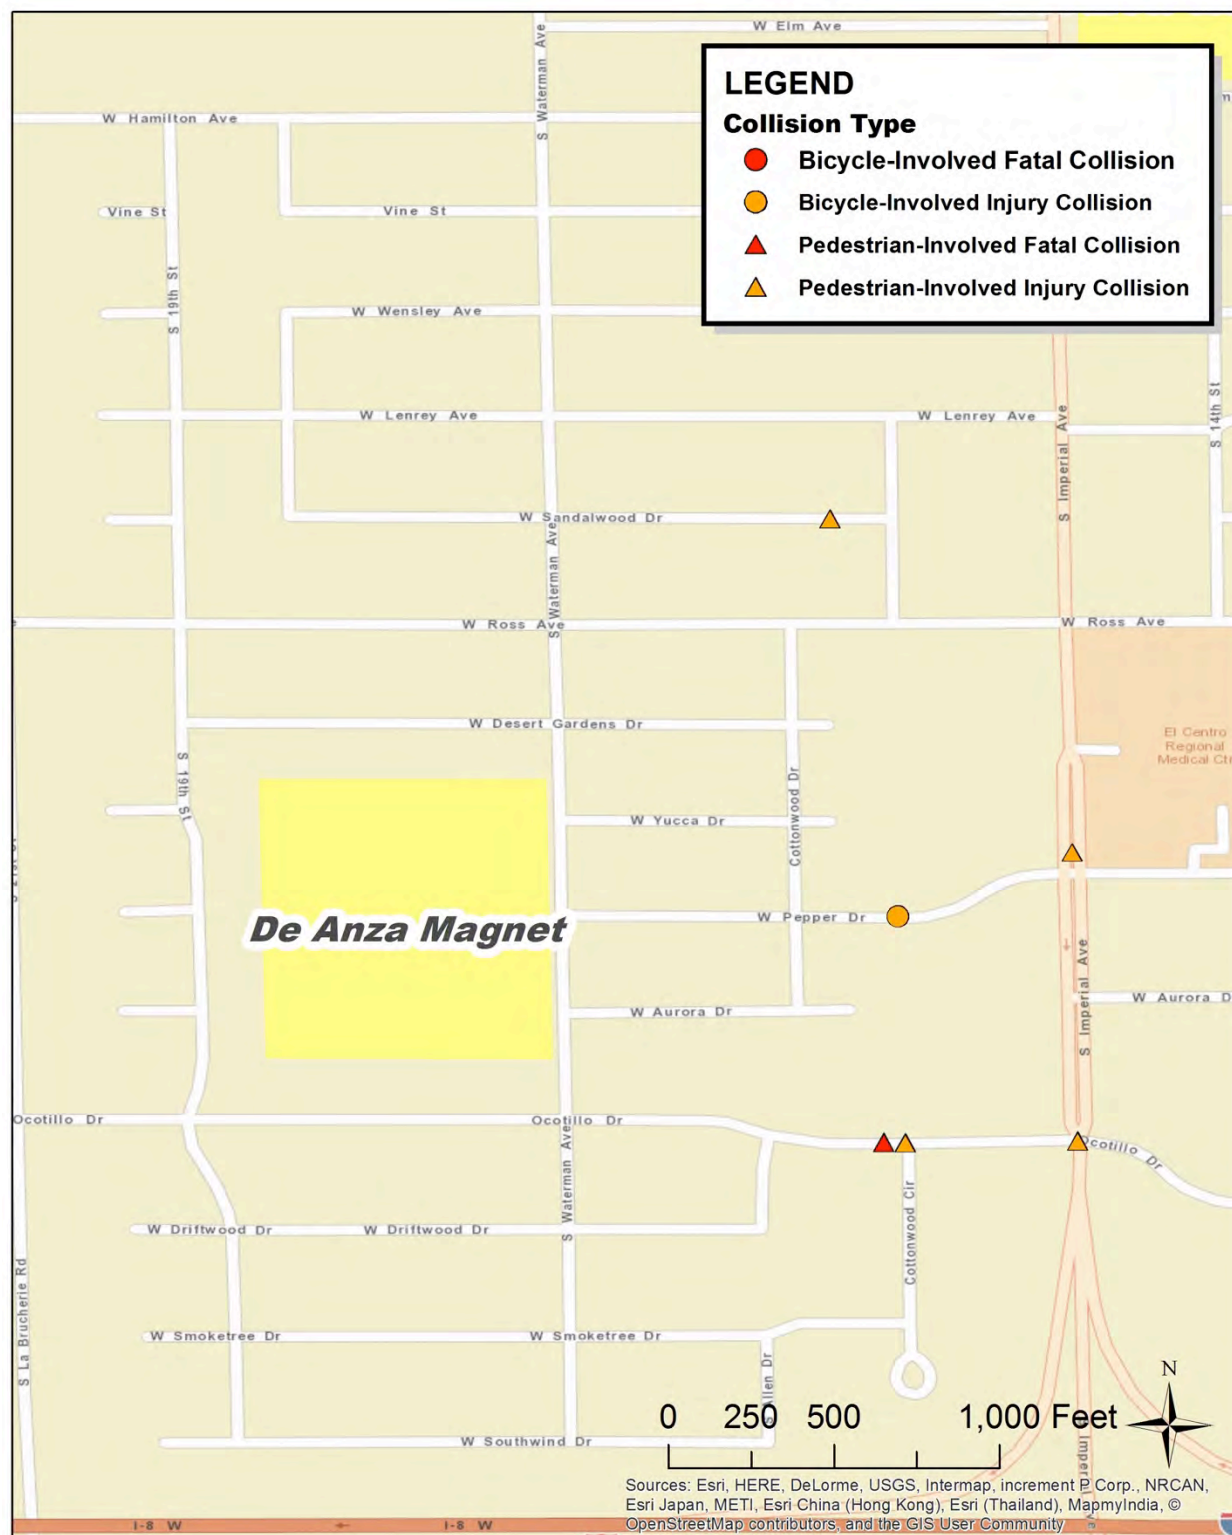 W Elm Ave
S Waterman Ave
LEGEND
Collision Type
Bicycle-Involved Fatal Collision
Bicycle-Involved Injury Collision
Pedestrian-Involved Fatal Collision
Pedestrian-Involved Injury Collision
W Hamilton Ave
Vine St
Vine St
S 19th St
W Wensley Ave
W Lenrey Ave
W Lenrey Ave
S Imperial Ave
S 14th St
W Sandalwood Dr
S Waterman Ave
W Ross Ave
W Ross Ave
W Desert Gardens Dr
El Centro
Regional
Medical Ctr
S 19th St
Cottonwood Dr
W Yucca Dr
De Anza Magnet
W Pepper Dr
S Imperial Ave
W Aurora D
W Aurora Dr
Ocotillo Dr
Ocotillo Dr
Ocotillo Dr
S Waterman Ave
W Driftwood Dr
W Driftwood Dr
Cottonwood Cir
S La Brucherie Rd
W Smoketree Dr
W Smoketree Dr
S Allen Dr
N
0 250 500 1,000 Feet
W Southwind Dr
Sources: Esri, HERE, DeLorme, USGS, Intermap, increment P Corp., NRCAN,
Esri Japan, METI, Esri China (Hong Kong), Esri (Thailand), MapmyIndia, ©
OpenStreetMap contributors, and the GIS User Community
I-8 W
I-8 W